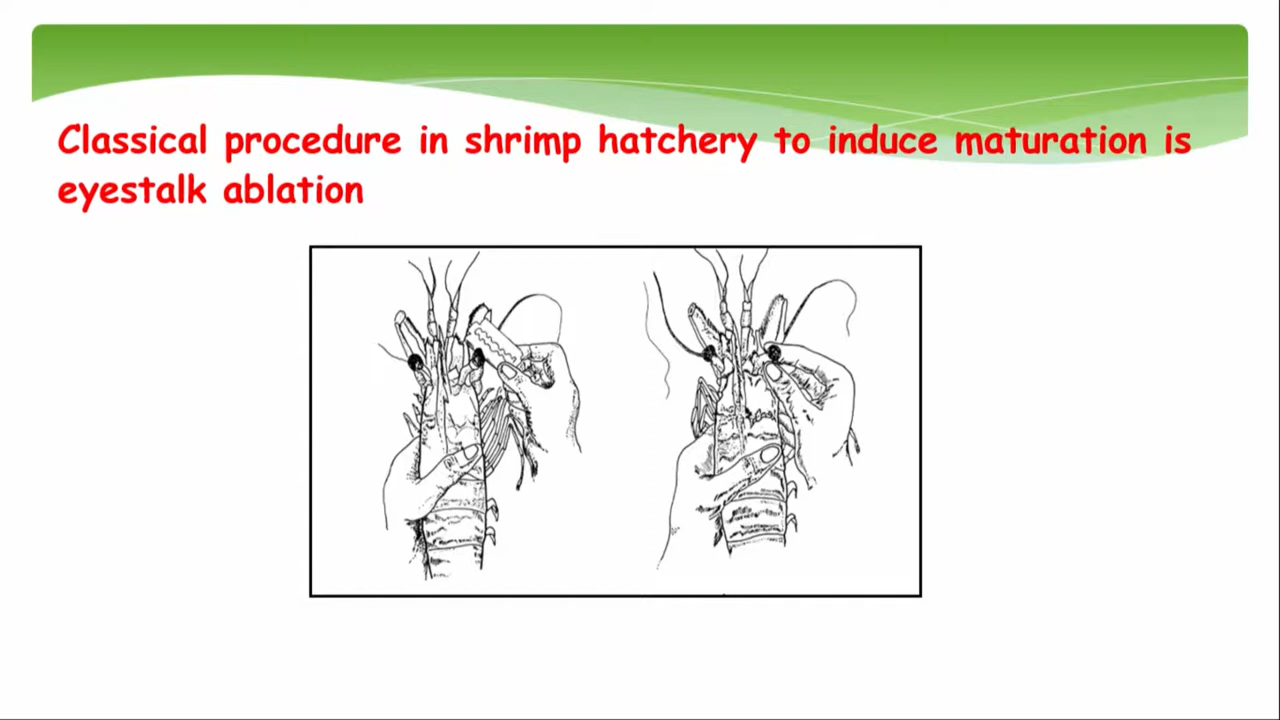 Classical procedure in shrimp hatchery to induce maturation is
eyestalk ablation